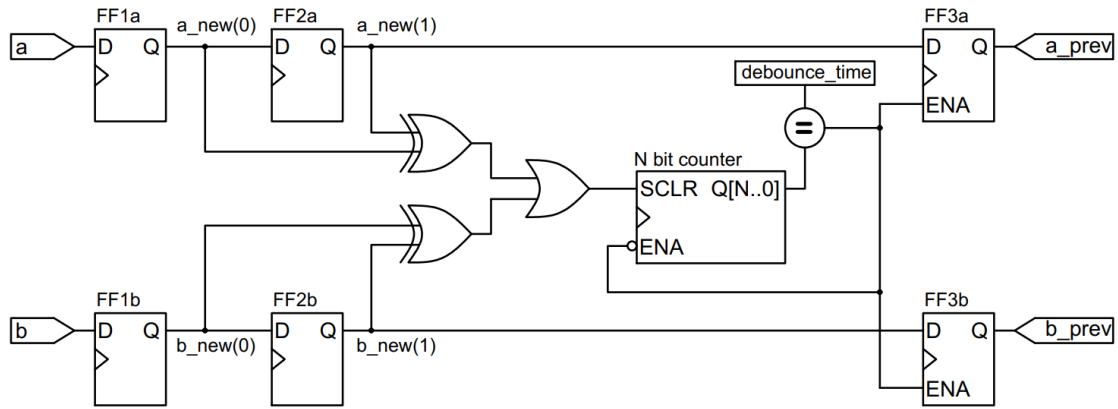 FF1a
a_new(0)
FF2a
a_new(1)
FF3a
a
D Q
D Q
D Q
a_prev
ENA
debounce_time
=
N bit counter
SCLR Q[N..0]
ENA
FF1b
FF2b
FF3b
b
D Q
b_new(0)
D Q
b_new(1)
D Q
b_prev
ENA